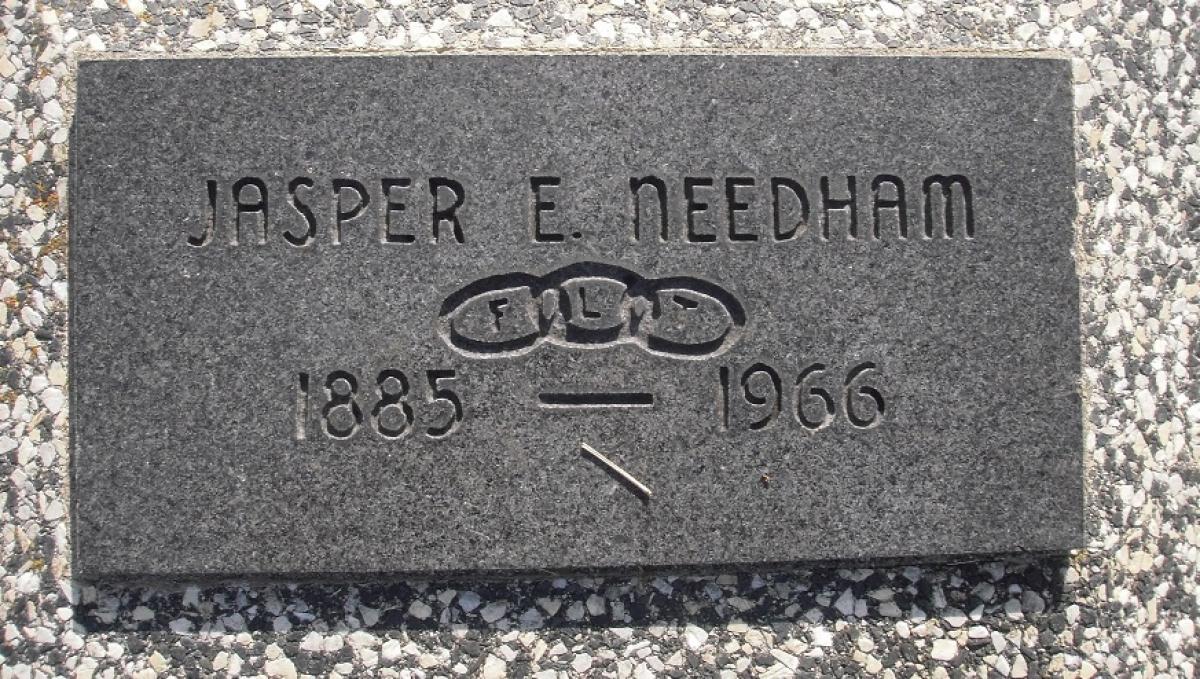 JASPER E. NEEDHAM
F L T
1885 — 1966